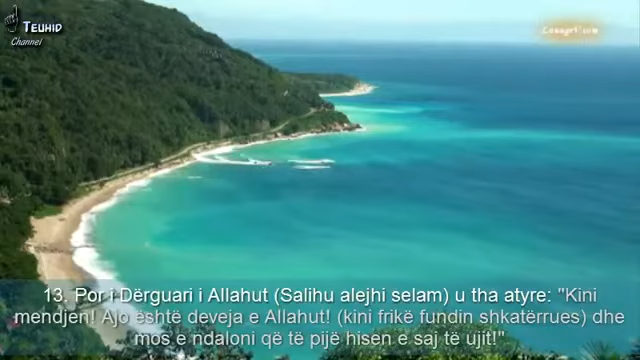 TEUHID
Channel
13. Por i Dërguari i Allahut (Salihu alejhi selam) u tha atyre: "Kini
mendjen! Ajo është deveja e Allahut! (kini frikë fundin shkatërrues) dhe
mos e ndaloni që të pijë hisen e saj të ujit!"